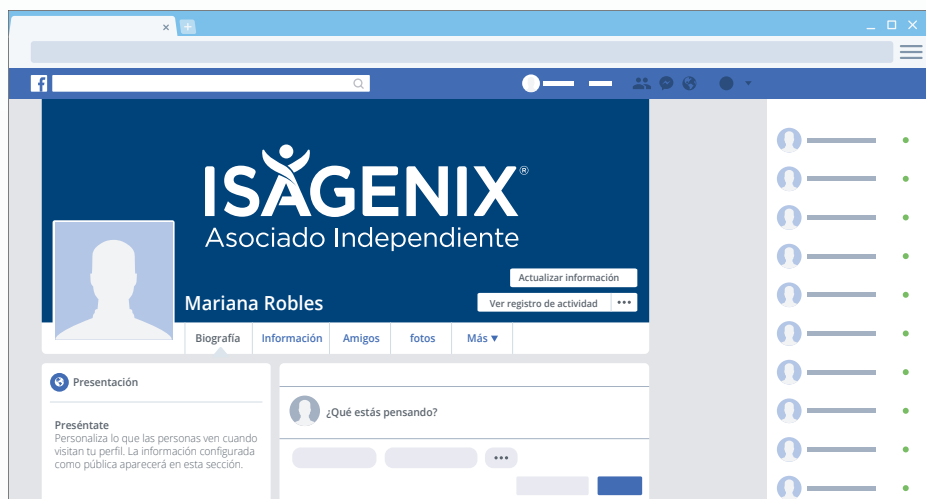 ISAGENIX®
Asociado Independiente
Actualizar información
Mariana Robles
Ver registro de actividad
Biografía Información Amigos fotos Más
Presentación
¿Qué estás pensando?
Preséntate
Personaliza lo que las personas ven cuando
visitan tu perfil. La información configurada
como pública aparecerá en esta sección.